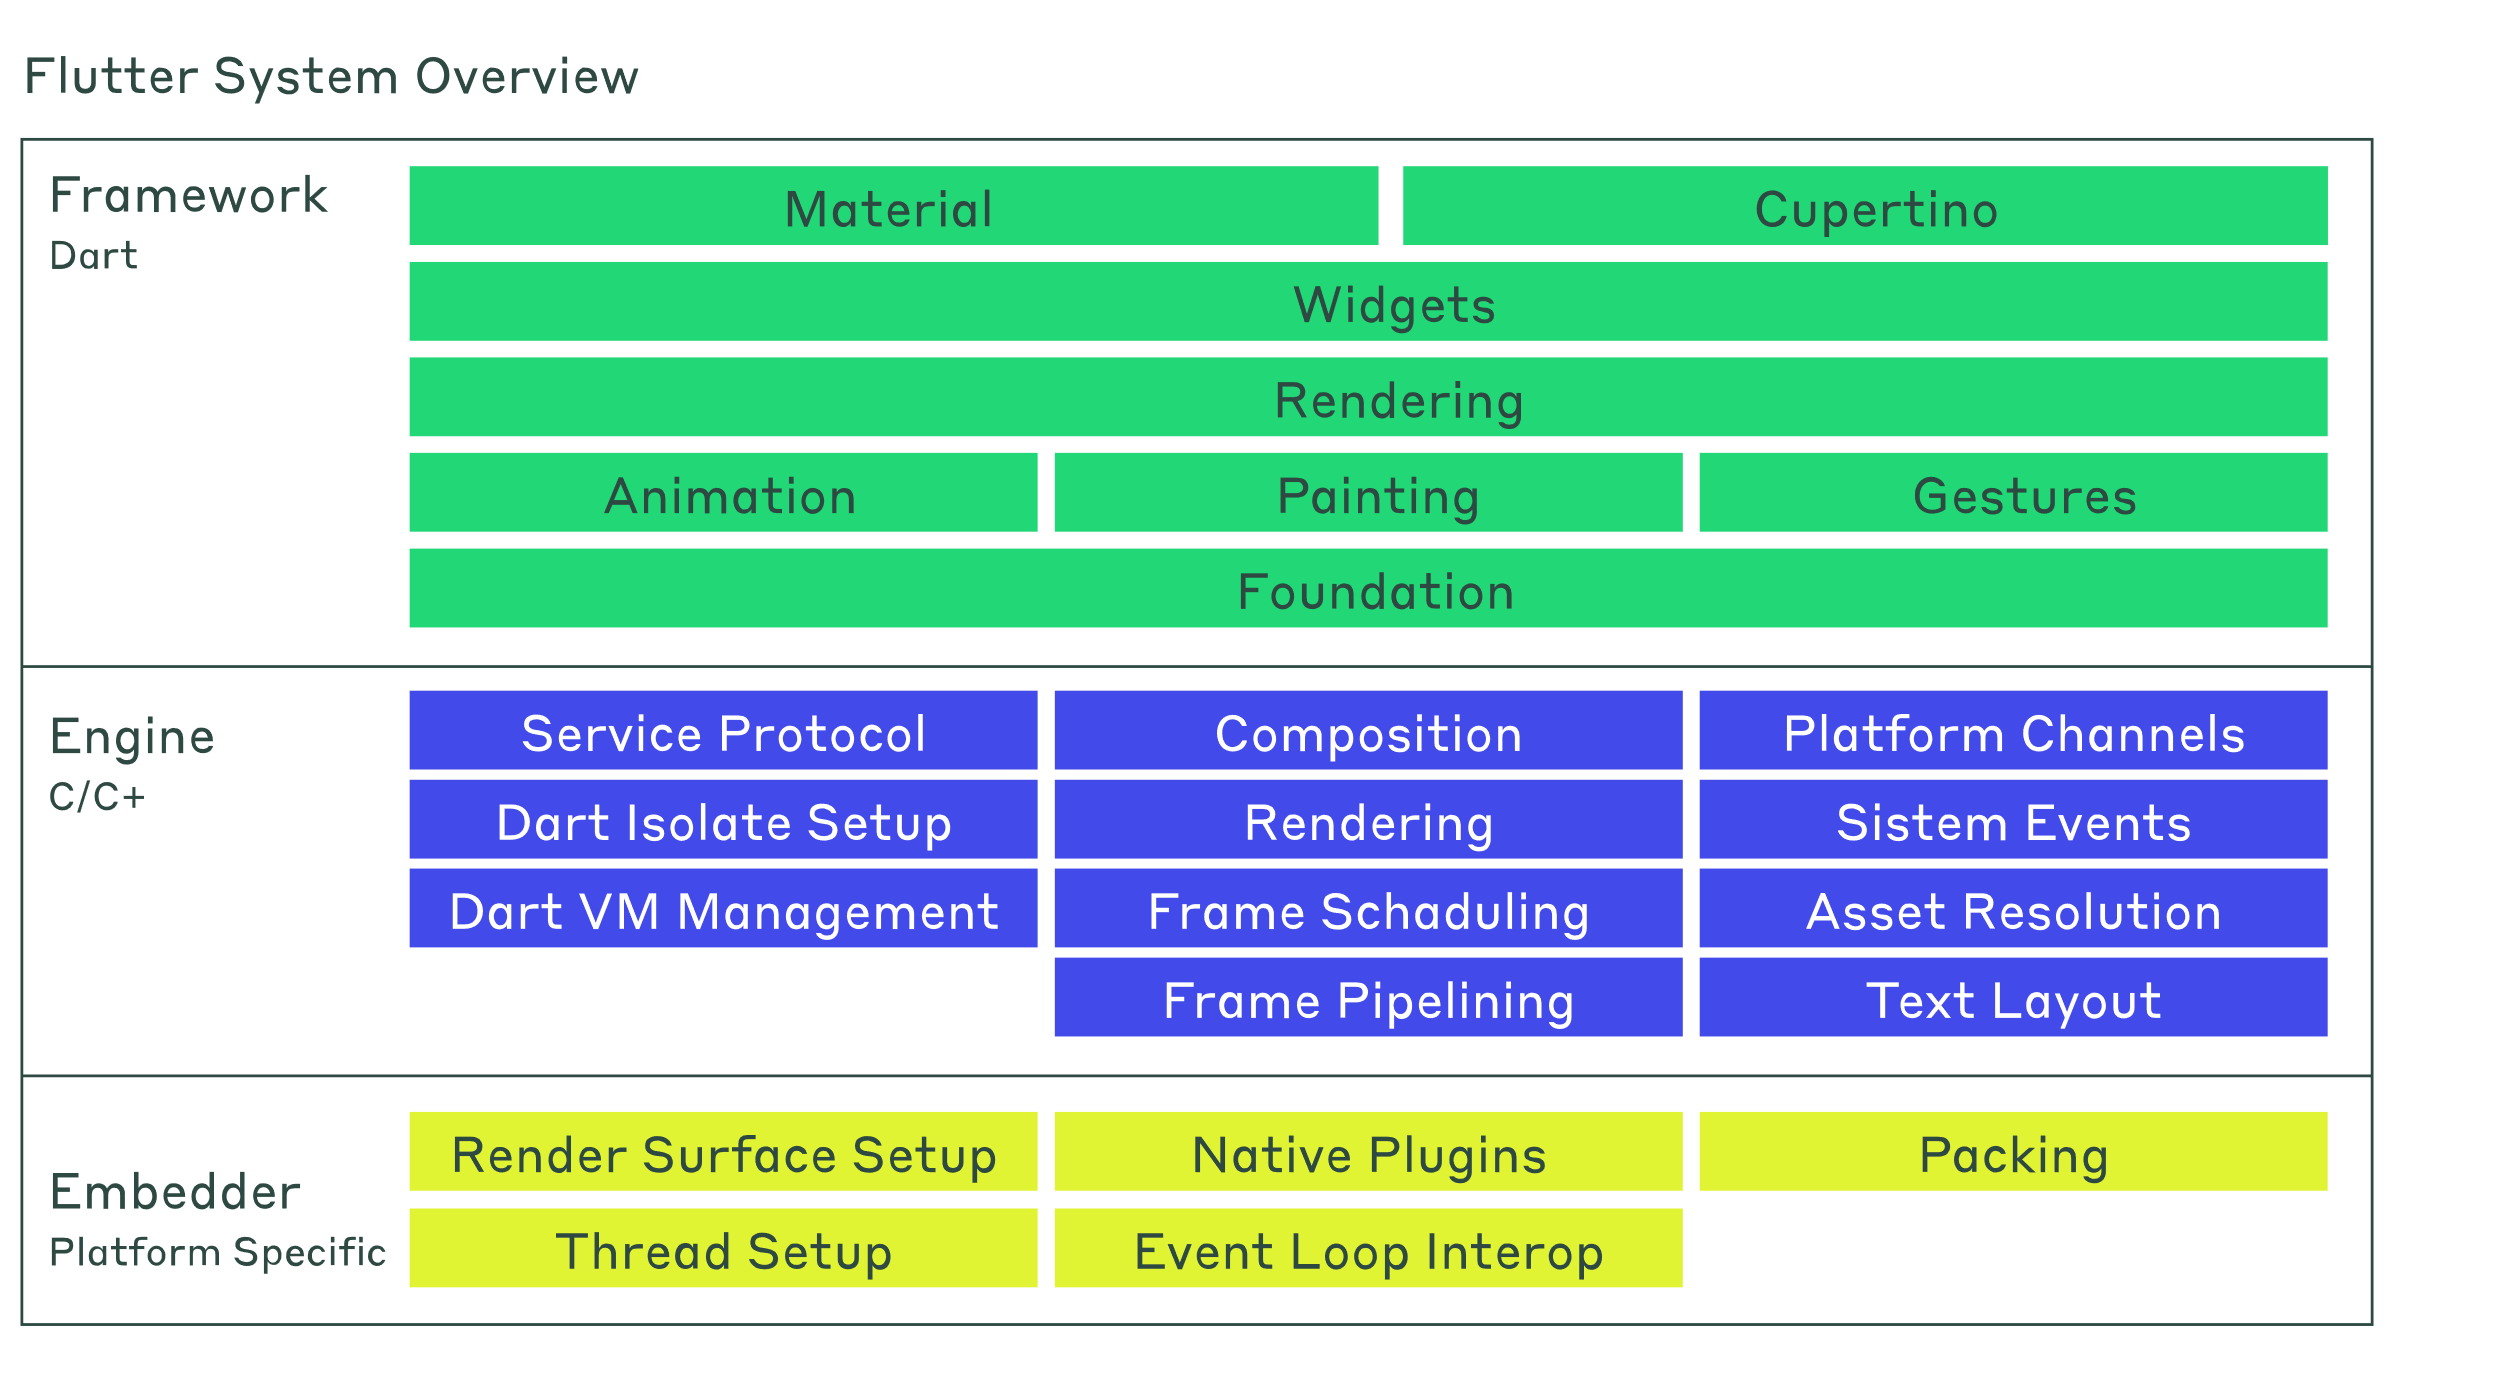 Flutter System Overview
Framework
Dart
Material
Cupertino
Widgets
Rendering
Animation
Painting
Gestures
Foundation
Engine
C/C+
Service Protocol
Composition
Platform Channels
Dart Isolate Setup
Rendering
Sistem Events
Dart VM Management
Frame Scheduling
Asset Resolution
Frame Pipelining
Text Layout
Embedder
Platform Specific
Render Surface Setup
Native Plugins
Packaking
Thread Setup
Event Loop Interop